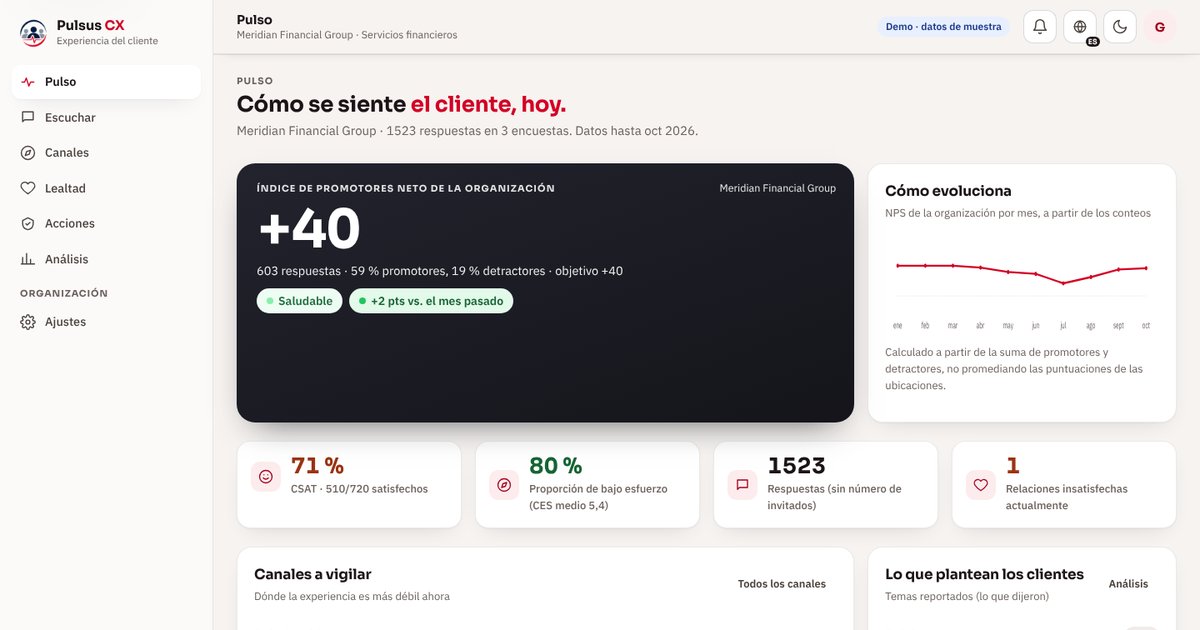 Pulsus CX
Experiencia del cliente
Pulso
Escuchar
Canales
Lealtad
Acciones
Análisis
ORGANIZACIÓN
Ajustes
Pulso
Meridian Financial Group · Servicios financieros
Demo · datos de muestra
ES
G
PULSO
Cómo se siente el cliente, hoy.
Meridian Financial Group · 1523 respuestas en 3 encuestas. Datos hasta oct 2026.
ÍNDICE DE PROMOTORES NETO DE LA ORGANIZACIÓN
Meridian Financial Group
+40
603 respuestas · 59 % promotores, 19 % detractores · objetivo +40
Saludable
+2 pts vs. el mes pasado
Cómo evoluciona
NPS de la organización por mes, a partir de los conteos
ene feb mar abr may jun jul ago sept oct
Calculado a partir de la suma de promotores y
detractores, no promediando las puntuaciones de las
ubicaciones.
71 %
CSAT · 510/720 satisfechos
80 %
Proporción de bajo esfuerzo
(CES medio 5,4)
1523
Respuestas (sin número de
invitados)
1
Relaciones insatisfechas
actualmente
Canales a vigilar
Dónde la experiencia es más débil ahora
Todos los canales
Lo que plantean los clientes
Temas reportados (lo que dijeron)
Análisis